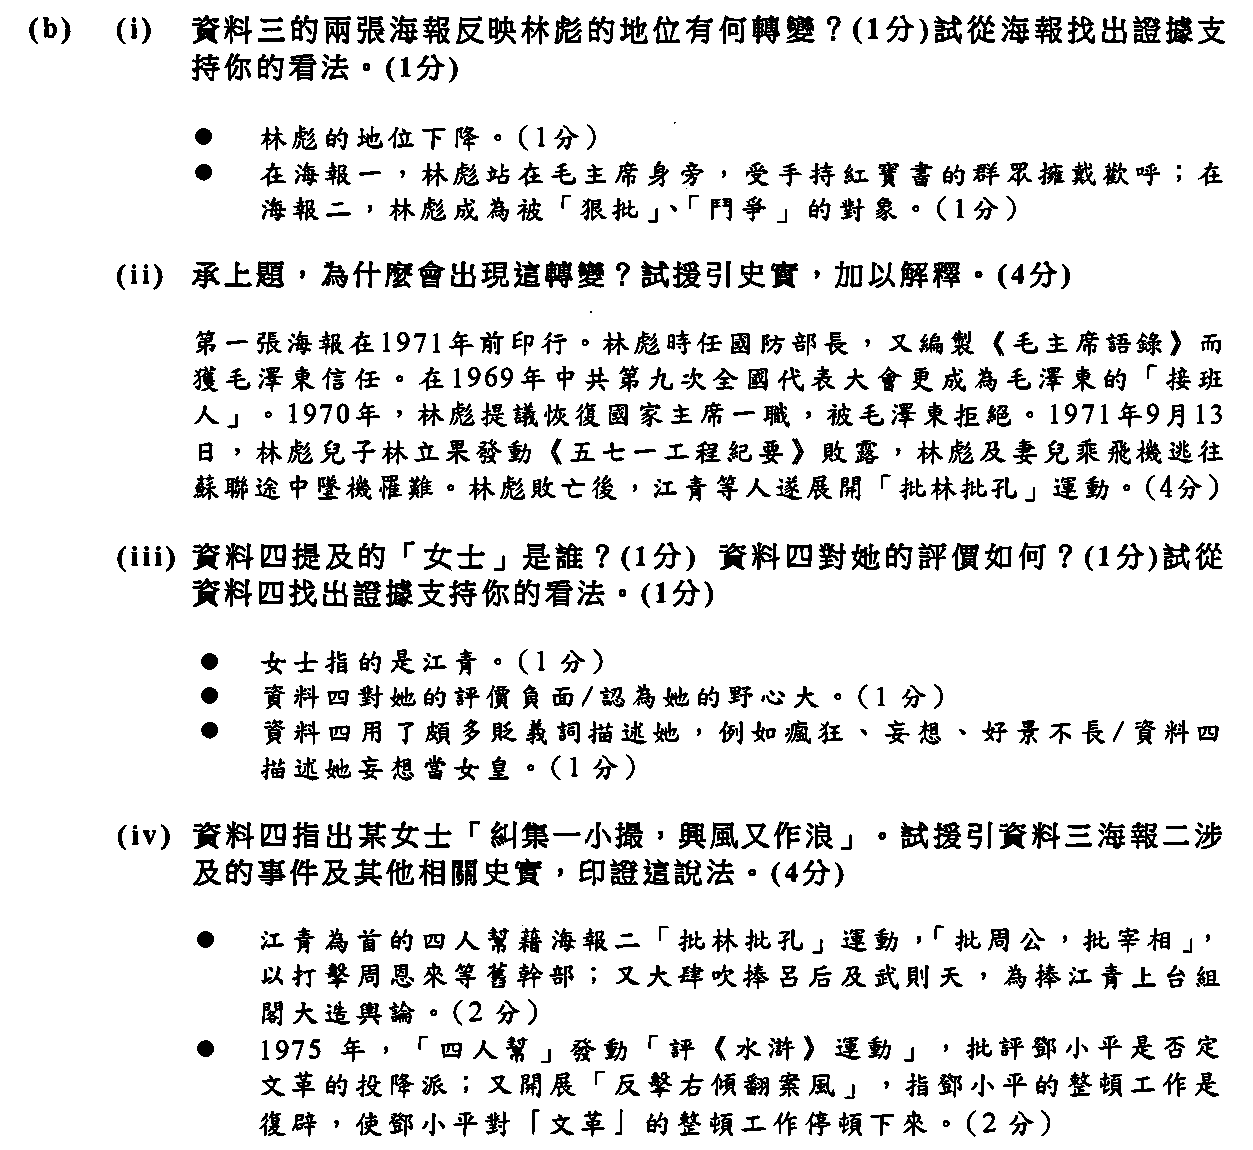 (b) (i) 資料三的兩張海報反映林彪的地位有何轉變？(1分)試從海報找出證據支
持你的看法。(1分)
● 林彪的地位下降。(1分)
● 在海報一，林彪站在毛主席身旁，受手持紅寶書的群眾擁戴歡呼；在
海報二，林彪成為被「狠批」、「鬥爭」的對象。(1分)
(ii) 承上題，為什麼會出現這轉變？試援引史實，加以解釋。(4分)
第一張海報在1971年前印行。林彪時任國防部長，又編製《毛主席語錄》而
獲毛澤東信任。在1969年中共第九次全國代表大會更成為毛澤東的「接班
人」。1970年，林彪提議恢復國家主席一職，被毛澤東拒絕。1971年9月13
日，林彪兒子林立果發動《五七一工程紀要》敗露，林彪及妻兒乘飛機逃往
蘇聯途中墜機罹難。林彪敗亡後，江青等人遂展開「批林批孔」運動。(4分)
(iii) 資料四提及的「女士」是誰？(1分) 資料四對她的評價如何？(1分)試從
資料四找出證據支持你的看法。(1分)
● 女士指的是江青。(1 分)
● 資料四對她的評價負面/認為她的野心大。(1 分)
● 資料四用了頗多貶義詞描述她，例如瘋狂、妄想、好景不長/資料四
描述她妄想當女皇。(1 分)
(iv) 資料四指出某女士「糾集一小撮，興風又作浪」。試援引資料三海報二涉
及的事件及其他相關史實，印證這說法。(4分)
● 江青為首的四人幫藉海報二「批林批孔」運動，「批周公，批宰相」，
以打擊周恩來等舊幹部；又大肆吹捧呂后及武則天，為捧江青上台組
閣大造輿論。(2 分)
● 1975 年，「四人幫」發動「評《水滸》運動」，批評鄧小平是否定
文革的投降派；又開展「反擊右傾翻案風」，指鄧小平的整頓工作是
復辟，使鄧小平對「文革」的整頓工作停頓下來。(2 分)